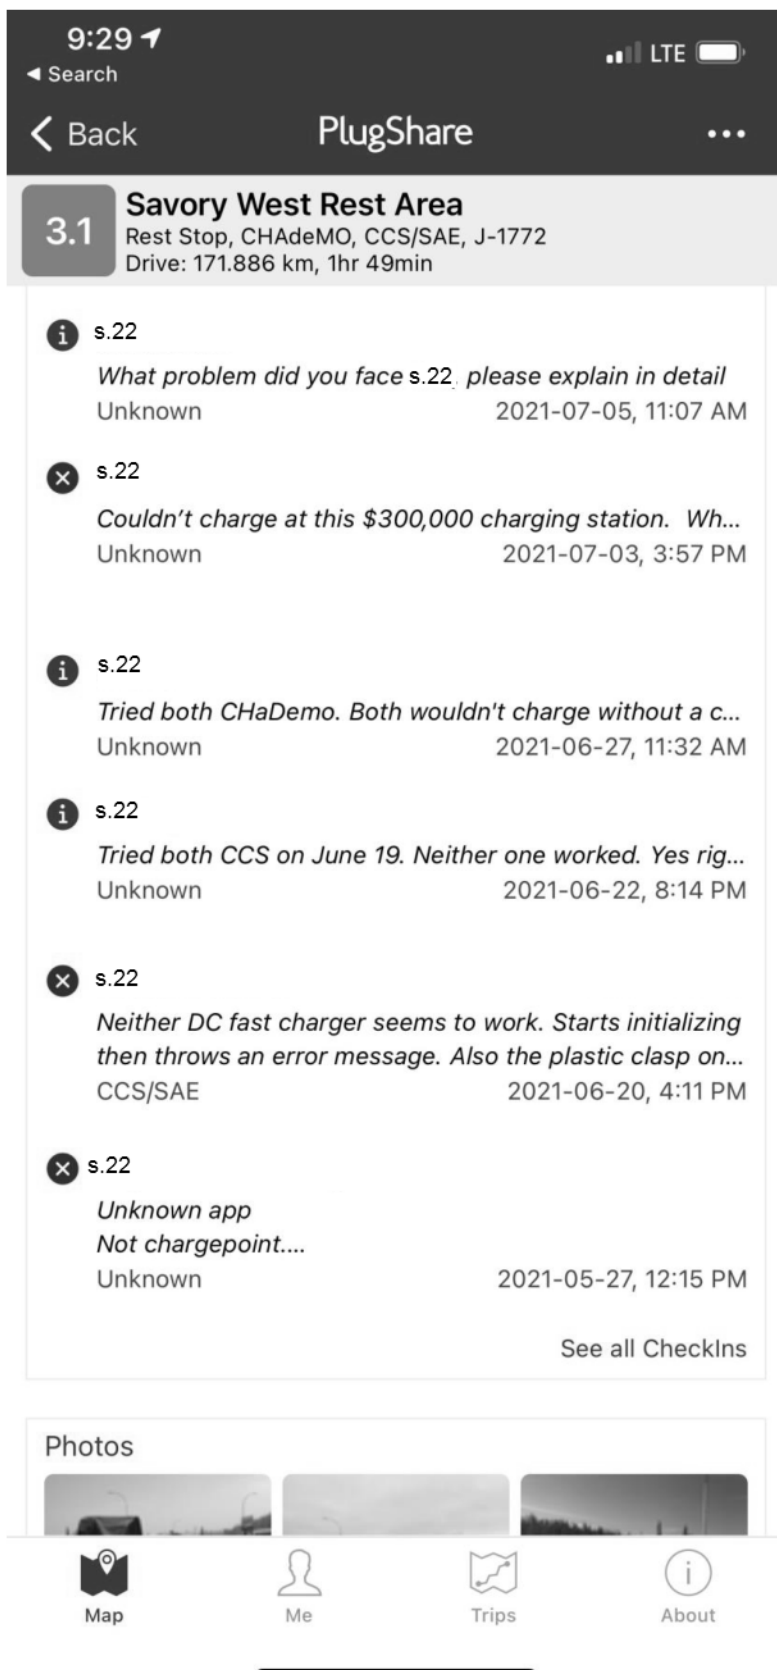 9:29
LTE
Search
Back
PlugShare
3.1
Savory West Rest Area
Rest Stop, CHAdeMO, CCS/SAE, J-1772
Drive: 171.886 km, 1hr 49min
s.22
What problem did you face s.22 please explain in detail
Unknown 2021-07-05, 11:07 AM
s.22
Couldn't charge at this $300,000 charging station. Wh...
Unknown 2021-07-03, 3:57 PM
s.22
Tried both CHaDemo. Both wouldn't charge without a c...
Unknown 2021-06-27, 11:32 AM
s.22
Tried both CCS on June 19. Neither one worked. Yes rig...
Unknown 2021-06-22, 8:14 PM
s.22
Neither DC fast charger seems to work. Starts initializing
then throws an error message. Also the plastic clasp on...
CCS/SAE 2021-06-20, 4:11 PM
s.22
Unknown app
Not chargepoint....
Unknown 2021-05-27, 12:15 PM
See all CheckIns
Photos
Map Me Trips About